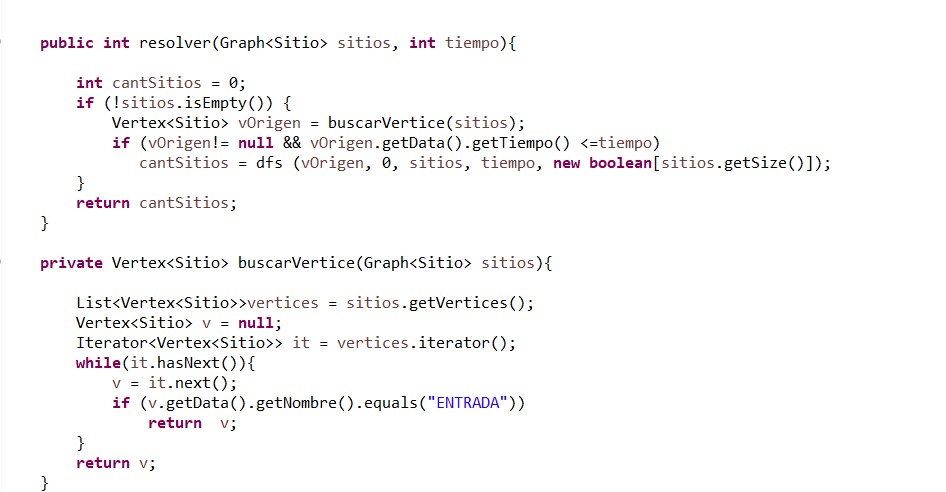 public int resolver(Graph<Sitio> sitios, int tiempo){
int cantSitios = 0;
if (!sitios.isEmpty()) {
Vertex<Sitio> vOrigen = buscarVertice(sitios);
if (vOrigen!= null && vOrigen.getData().getTiempo() <=tiempo)
cantSitios = dfs (vOrigen, 0, sitios, tiempo, new boolean[sitios.getSize()]);
}
return cantSitios;
}
private Vertex<Sitio> buscarVertice(Graph<Sitio> sitios){
List<Vertex<Sitio>>vertices = sitios.getVertices();
Vertex<Sitio> v = null;
Iterator<Vertex<Sitio>> it = vertices.iterator();
while(it.hasNext()){
v = it.next();
if (v.getData().getNombre().equals("ENTRADA"))
return  v;
}
return v;
}